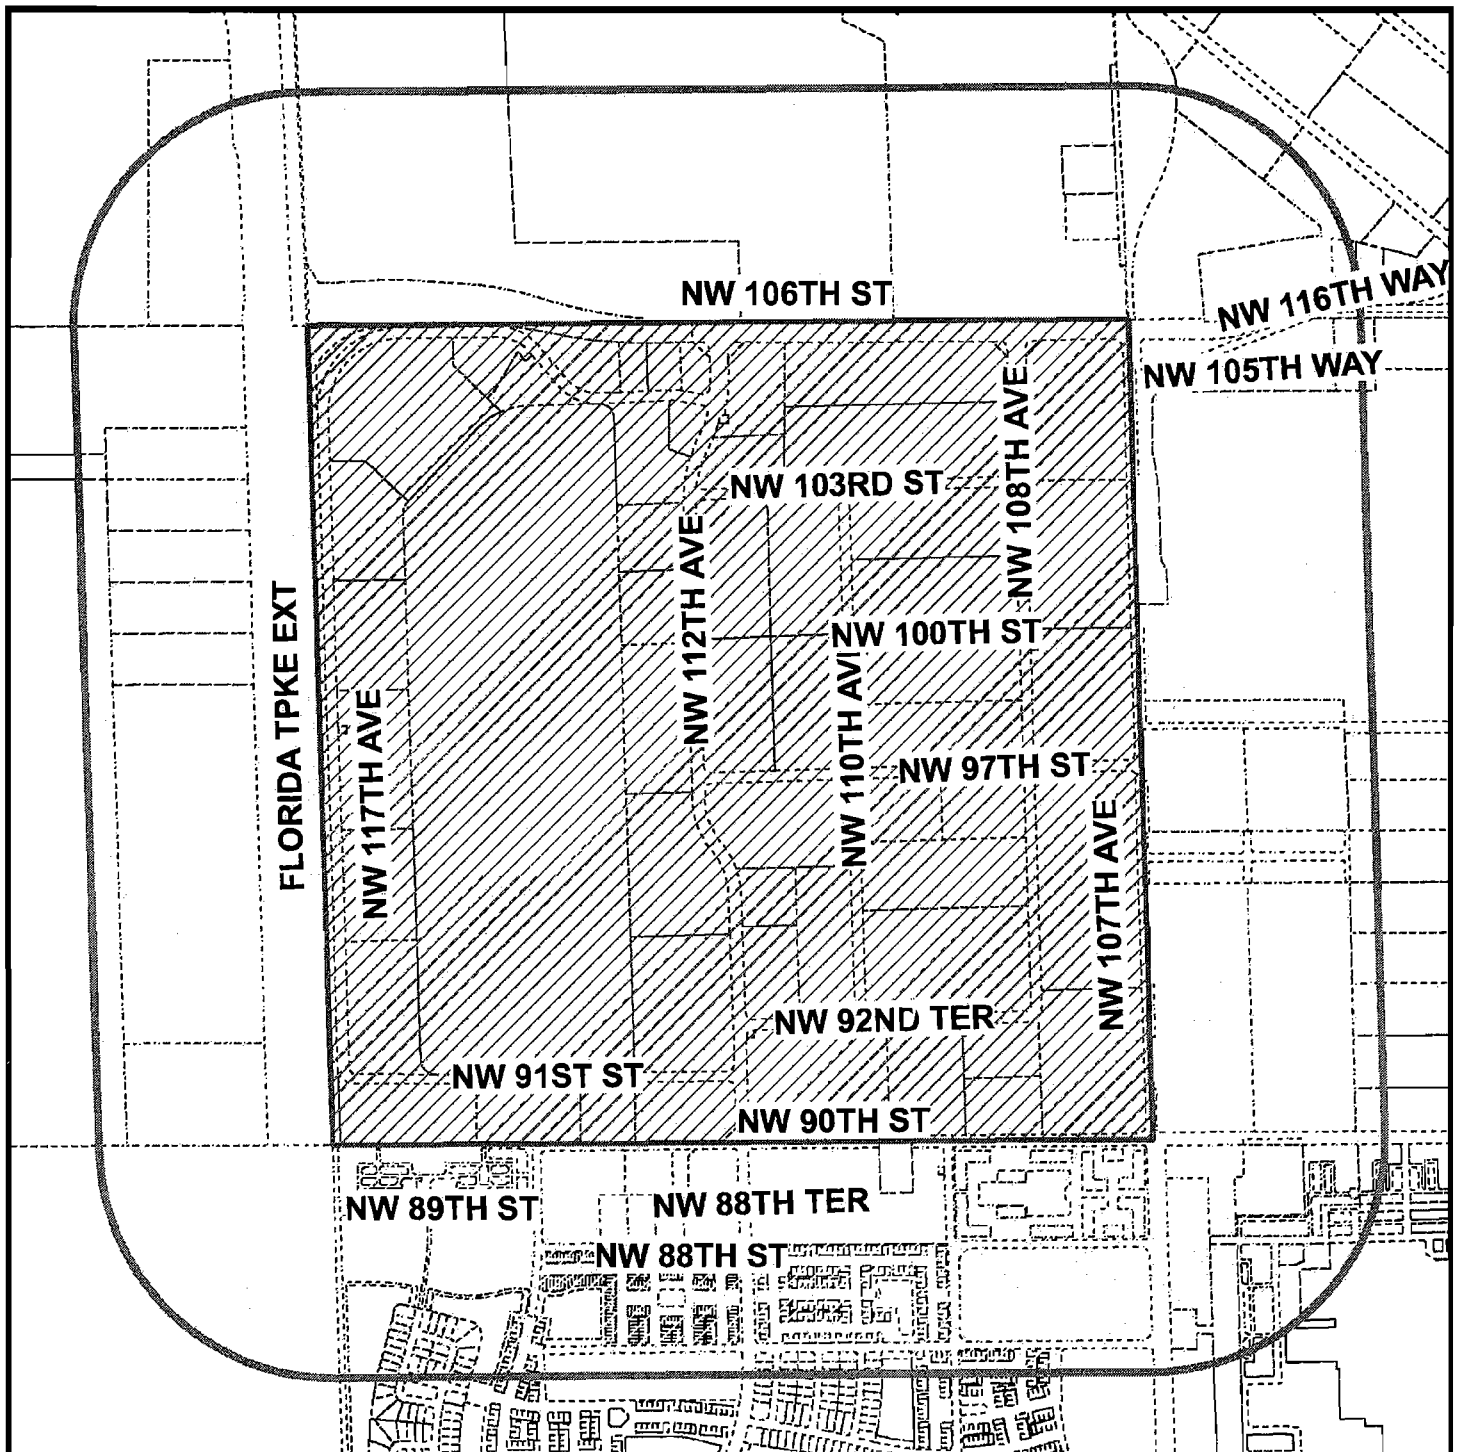 NW 106TH ST
NW 116TH WAY
NW 105TH WAY
NW 108TH AVE
NW 103RD ST
NW 112TH AVE
FLORIDA TPKE EXT
NW 100TH ST
NW 117TH AVE
NW 110TH AVE
NW 97TH ST
NW 107TH AVE
NW 92ND TER
NW 91ST ST
NW 90TH ST
NW 89TH ST
NW 88TH TER
NW 88TH ST